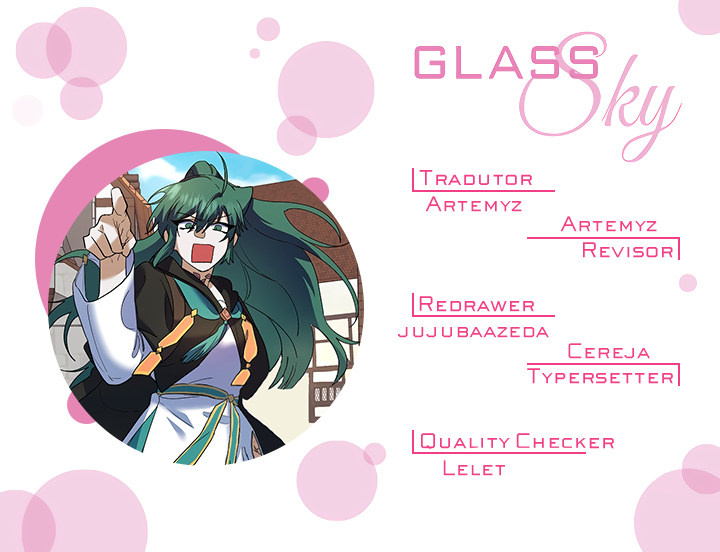 GLASS
Sky
TRADUTOR
ARTEMYZ
ARTEMYZ
REVISOR
REDRAWER
JUJUBAAZEDA
CEREJA
TYPERSETTER
QUALITY CHECKER
LELET